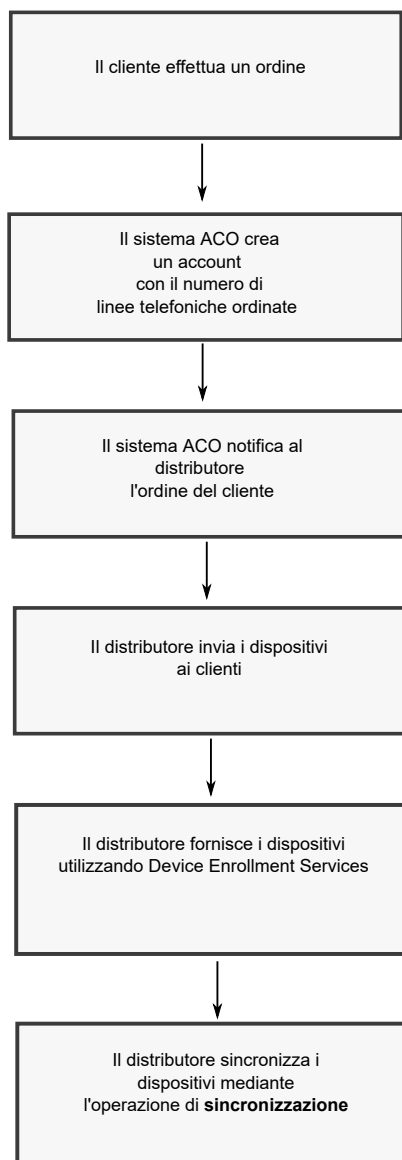 Il cliente effettua un ordine
Il sistema ACO crea
un account
con il numero di
linee telefoniche ordinate
Il sistema ACO notifica al
distributore
l'ordine del cliente
Il distributore invia i dispositivi
ai clienti
Il distributore fornisce i dispositivi
utilizzando Device Enrollment Services
Il distributore sincronizza i
dispositivi mediante
l'operazione di sincronizzazione